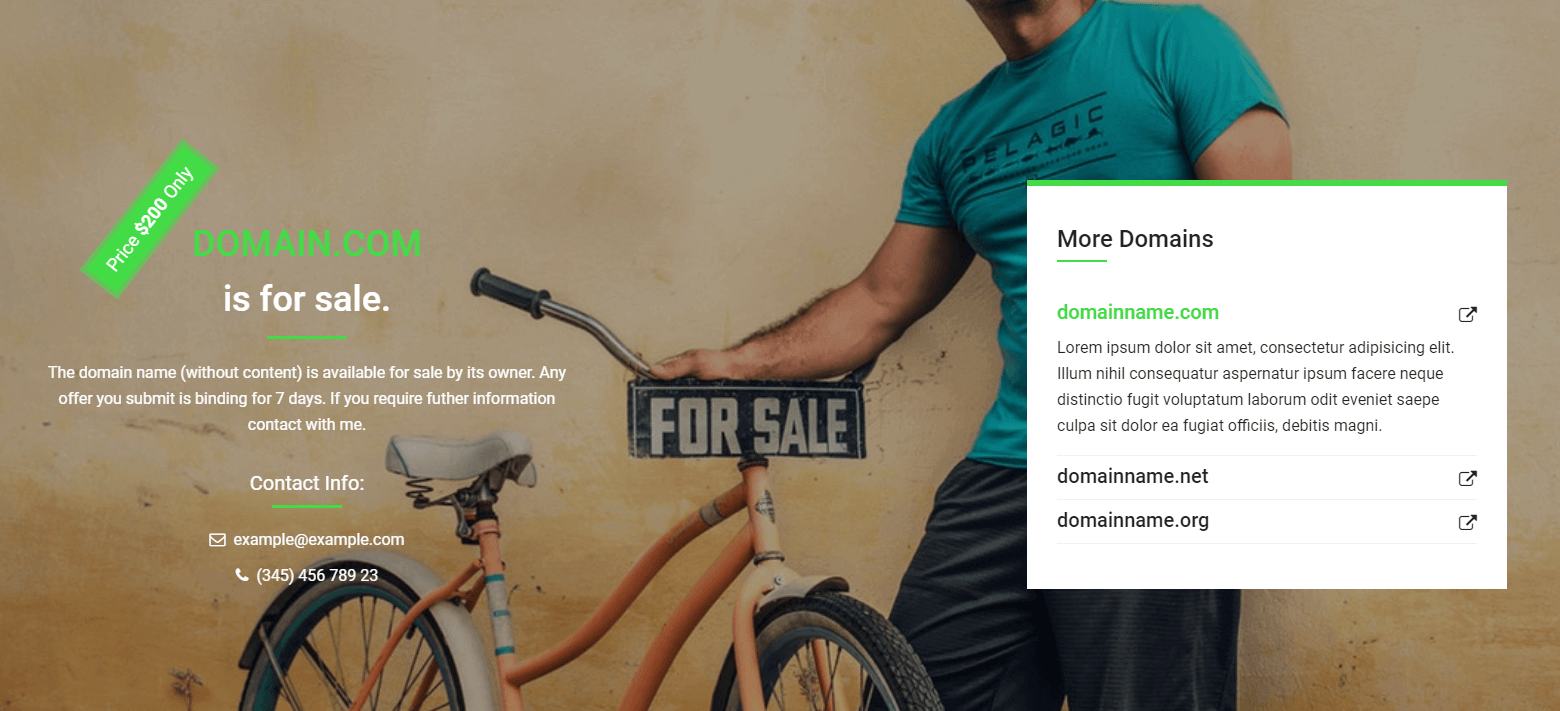 Price $200 Only
DOMAIN.COM
is for sale.
The domain name (without content) is available for sale by its owner. Any
offer you submit is binding for 7 days. If you require futher information
contact with me.
Contact Info:
example@example.com
(345) 456 789 23
PELAGIC
FOR SALE
More Domains
domainname.com
Lorem ipsum dolor sit amet, consectetur adipisicing elit.
Illum nihil consequatur aspernatur ipsum facere neque
distinctio fugit voluptatum laborum odit eveniet saepe
culpa sit dolor ea fugiat officiis, debitis magni.
domainname.net
domainname.org